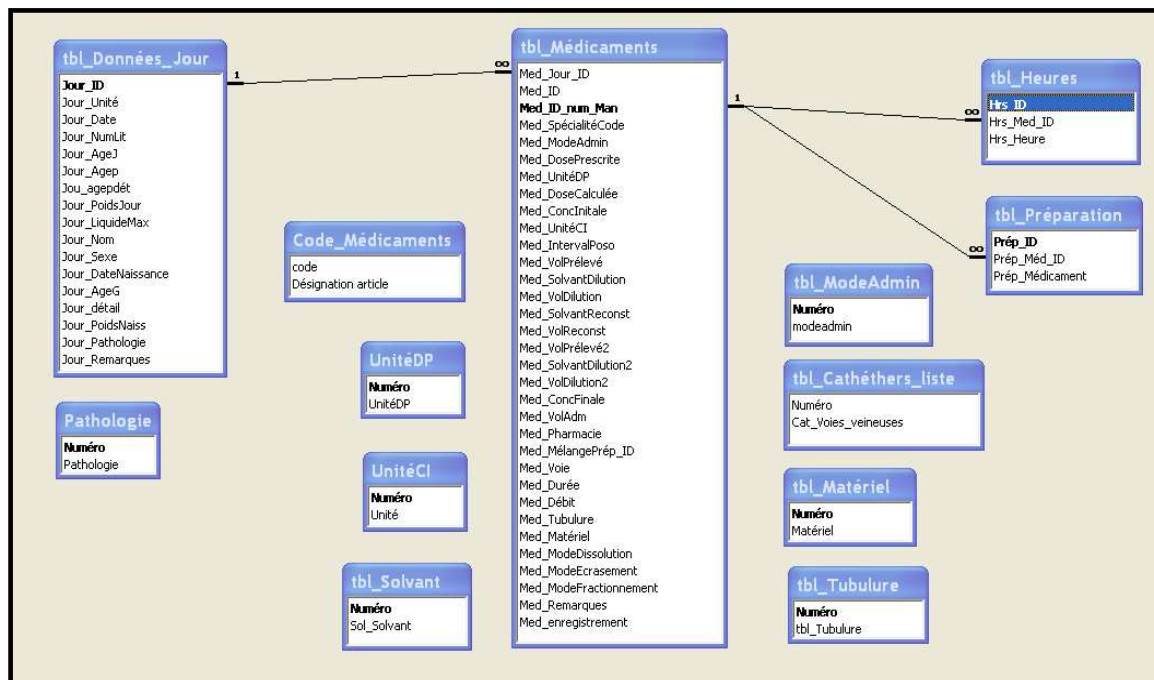 tbl_Données_Jour
Jour_ID
Jour_Unité
Jour_Date
Jour_NumLit
Jour_AgeJ
Jour_Agep
Jou_agepdét
Jour_PoidsJour
Jour_LiquideMax
Jour_Nom
Jour_Sexe
Jour_DateNaissance
Jour_AgeG
Jour_détail
Jour_PoidsNaiss
Jour_Pathologie
Jour_Remarques
1
∞
Pathologie
Numéro
Pathologie
Code_Médicaments
code
Désignation article
UnitéDP
Numéro
UnitéDP
UnitéCI
Numéro
Unité
tbl_Solvant
Numéro
Sol_Solvant
tbl_Médicaments
Med_Jour_ID
Med_ID
Med_ID_num_Man
Med_SpécialitéCode
Med_ModeAdmin
Med_DosePrescrite
Med_UnitéDP
Med_DoseCalculée
Med_ConcInitale
Med_UnitéCI
Med_IntervalPoso
Med_VolPrélevé
Med_SolvantDilution
Med_VolDilution
Med_SolvantReconst
Med_VolReconst
Med_VolPrélevé2
Med_SolvantDilution2
Med_VolDilution2
Med_ConcFinale
Med_VolAdm
Med_Pharmacie
Med_MélangePrép_ID
Med_Voie
Med_Durée
Med_Débit
Med_Tubulure
Med_Matériel
Med_ModeDissolution
Med_ModeEcrasement
Med_ModeFractionnement
Med_Remarques
Med_enregistrement
1
∞
∞
tbl_Heures
Hrs_ID
Hrs_Med_ID
Hrs_Heure
tbl_Préparation
Prép_ID
Prép_Méd_ID
Prép_Médicament
tbl_ModeAdmin
Numéro
modeadmin
tbl_Cathéthers_liste
Numéro
Cat_Voies_veineuses
tbl_Matériel
Numéro
Matériel
tbl_Tubulure
Numéro
tbl_Tubulure